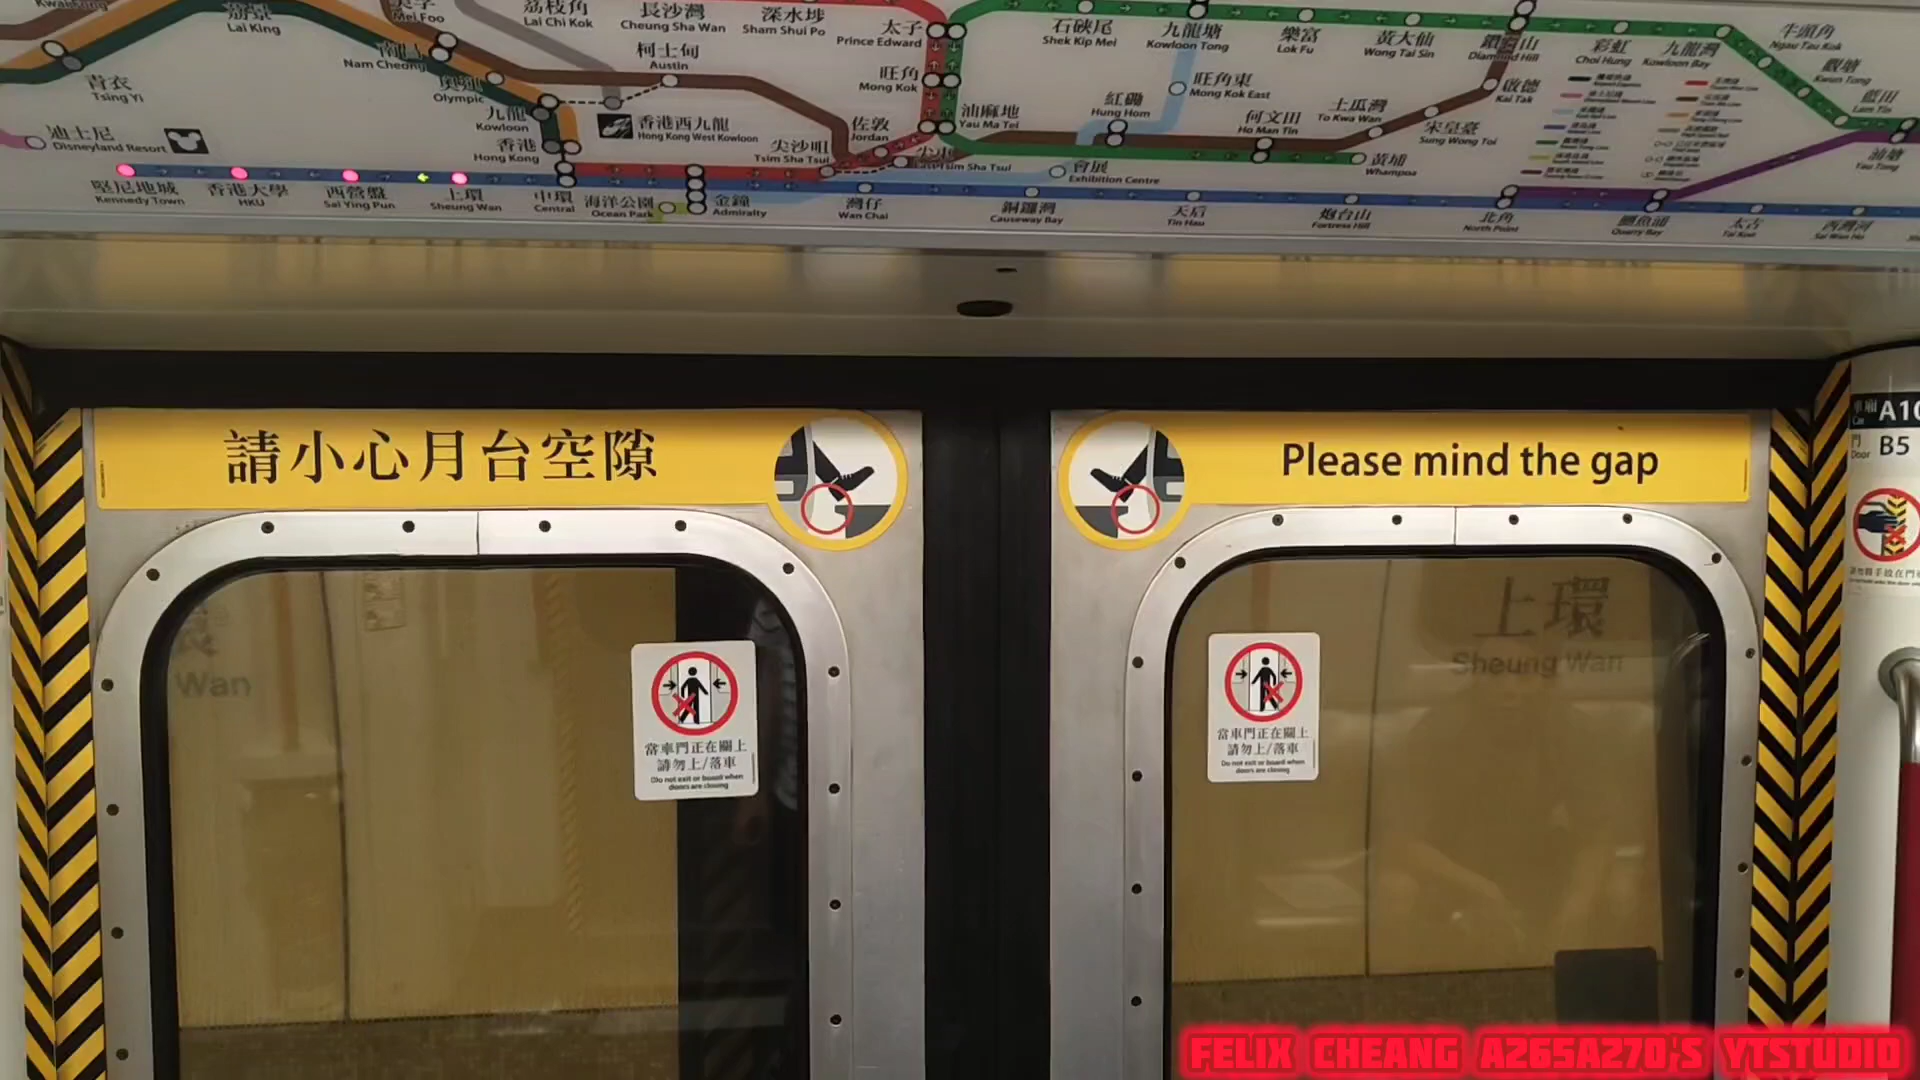 荔景
Lai King
Mei Foo
荔枝角
Lai Chi Kok
長沙灣
Cheung Sha Wan
深水埗
Sham Shui Po
太子
Prince Edward
石硤尾
Shek Kip Mei
九龍塘
Kowloon Tong
樂富
Lok Fu
黃大仙
Wong Tai Sin
鑽石山
Diamond Hill
彩虹
Choi Hung
九龍灣
Kowloon Bay
牛頭角
Ngau Tau Kok
觀塘
Kwun Tong
藍田
Lam Tin
油塘
Yau Tong
青衣
Tsing Yi
南昌
Nam Cheong
奧運
Olympic
柯士甸
Austin
旺角
Mong Kok
旺角東
Mong Kok East
啟德
Kai Tak
九龍
Kowloon
香港西九龍
Hong Kong West Kowloon
佐敦
Jordan
油麻地
Yau Ma Tei
紅磡
Hung Hom
何文田
Ho Man Tin
土瓜灣
To Kwa Wan
宋皇臺
Sung Wong Toi
迪士尼
Disneyland Resort
香港
Hong Kong
尖沙咀
Tsim Sha Tsui
尖東
East Tsim Sha Tsui
會展
Exhibition Centre
黃埔
Whampoa
堅尼地城
Kennedy Town
香港大學
HKU
西營盤
Sai Ying Pun
上環
Sheung Wan
中環
Central
海洋公園
Ocean Park
金鐘
Admiralty
灣仔
Wan Chai
銅鑼灣
Causeway Bay
天后
Tin Hau
炮台山
Fortress Hill
北角
North Point
鰂魚涌
Quarry Bay
太古
Tai Koo
西灣河
Sai Wan Ho
請小心月台空隙
Please mind the gap
車廂
Car
A10
門
Door
B5
Wan
上環
Sheung Wan
當車門正在關上
請勿上/落車
Do not exit or board when
doors are closing
當車門正在關上
請勿上/落車
Do not exit or board when
doors are closing
FELIX CHEANG A265A270'S YTSTUDIO